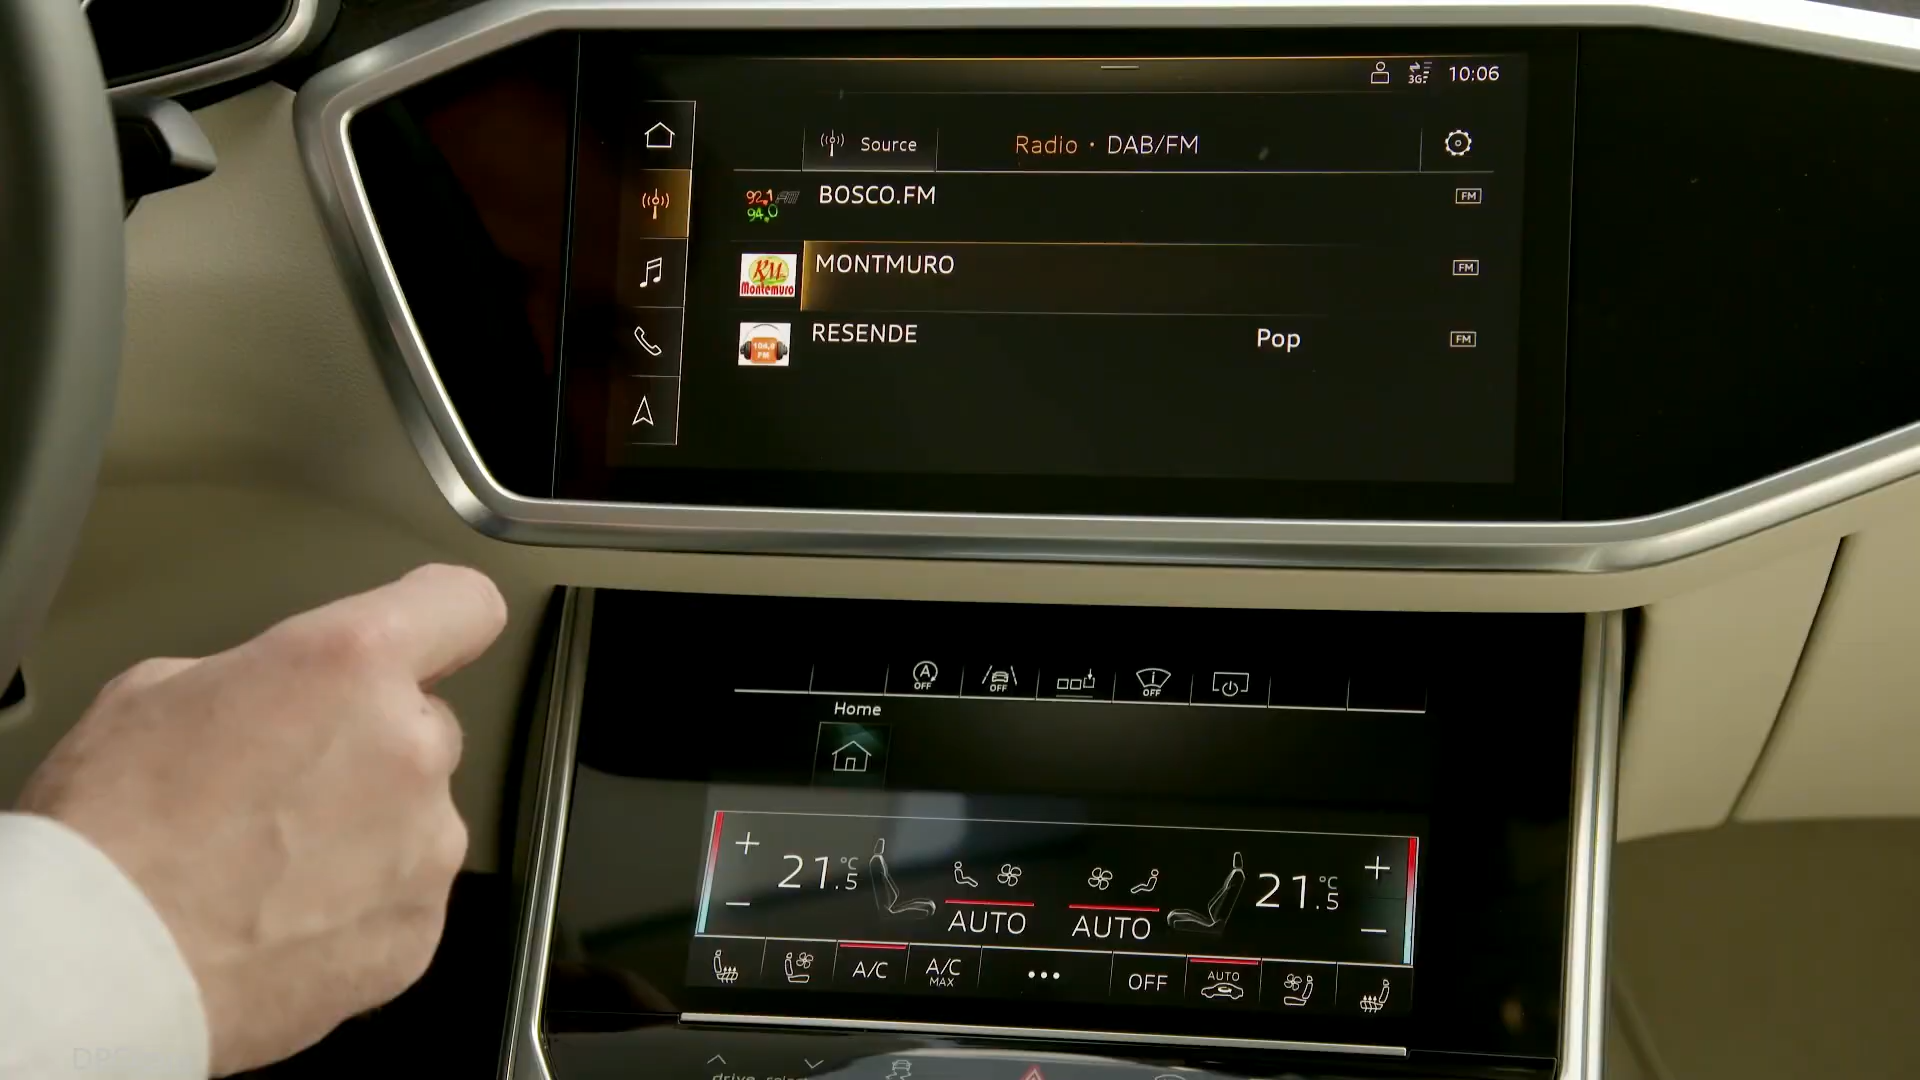 3G 10:06
Source Radio · DAB/FM
92,1 FM 94,0 BOSCO.FM FM
RM Montemuro MONTMURO FM
104,9 FM RESENDE Pop FM
A OFF OFF OFF
Home
21.5 °C 21.5 °C
AUTO AUTO
A/C A/C MAX ••• OFF AUTO
drive select